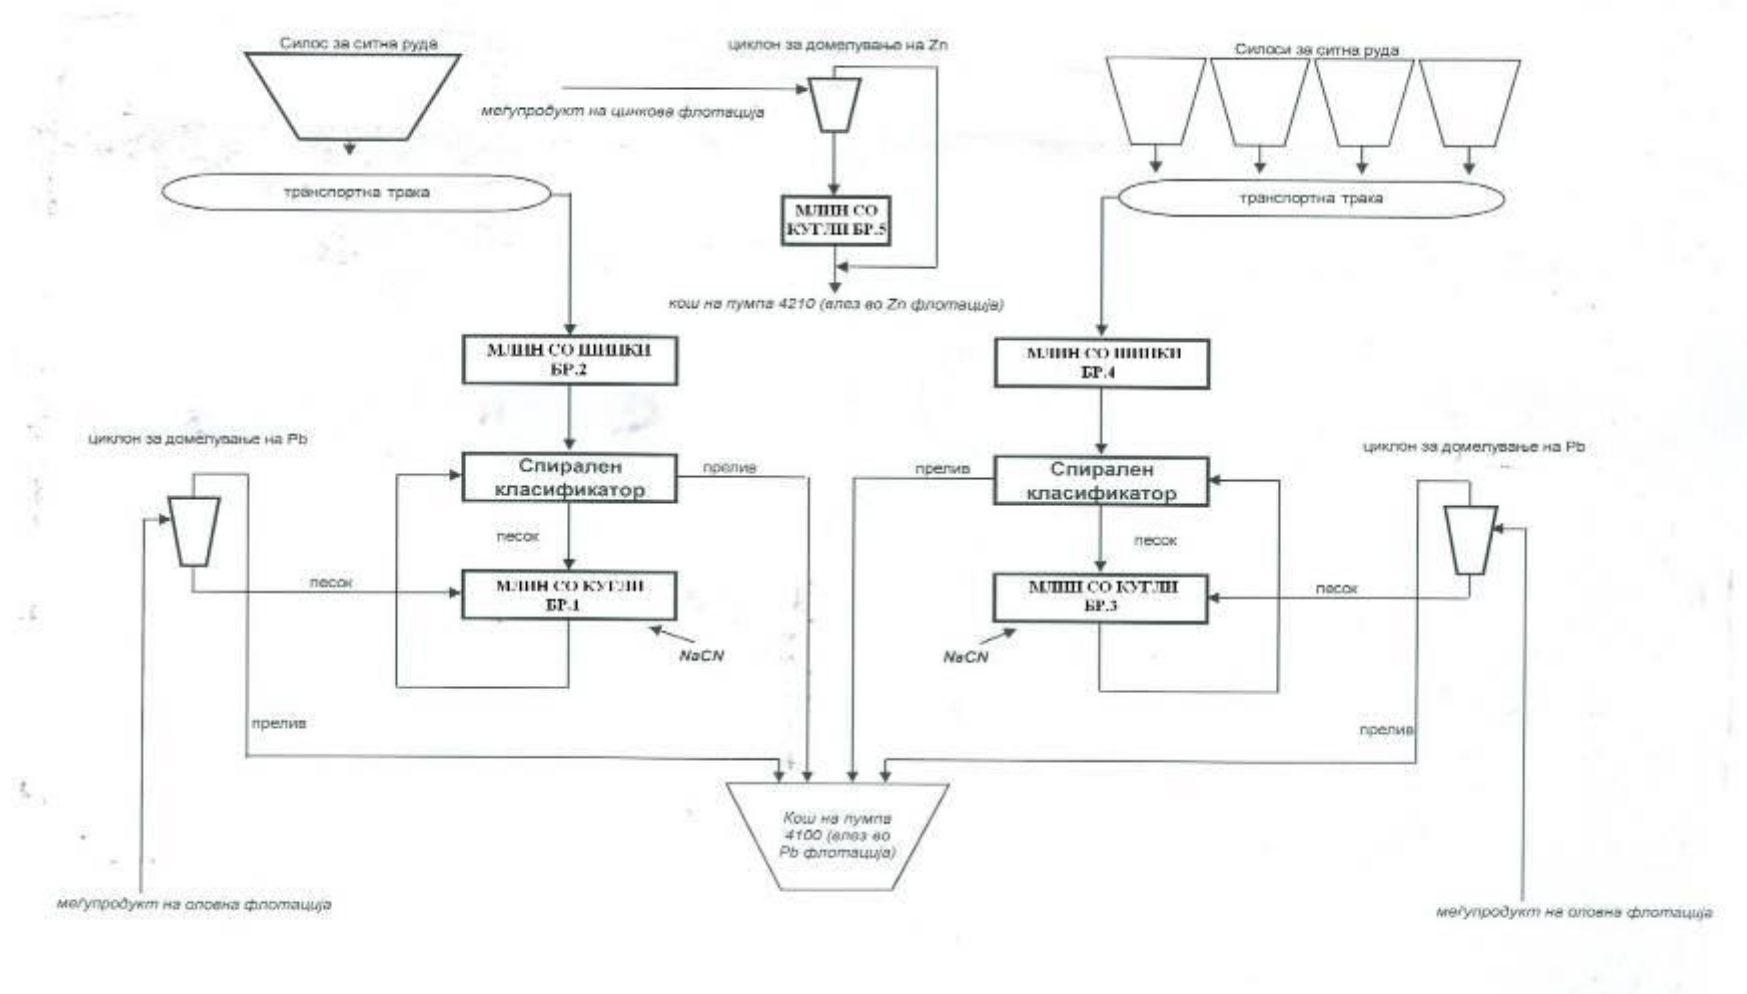 Силос за ситна руда
циклон за домелување на Zn
Силоси за ситна руда
меѓупродукт на цинкова флотација
транспортна трака
МЛИН СО
КУГЛИ БР.5
транспортна трака
кош на пумпа 4210 (влез во Zn флотација)
МЛИН СО ШИПКИ
БР.2
МЛИН СО ШИПКИ
БР.4
циклон за домелување на Pb
циклон за домелување на Pb
Спирален
класификатор
прелив
прелив
Спирален
класификатор
песок
песок
песок
МЛИН СО КУГЛИ
БР.1
МЛИН СО КУГЛИ
БР.3
песок
NaCN
NaCN
прелив
прелив
Кош на пумпа
4100 (влез во
Pb флотација)
меѓупродукт на оловна флотација
меѓупродукт на оловна флотација